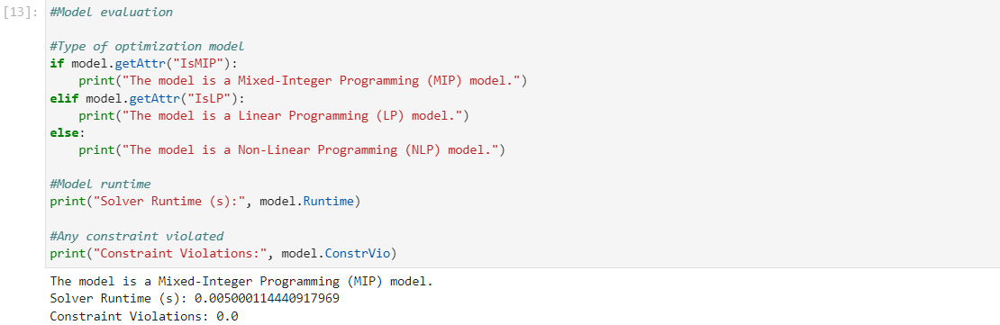 [13]: #Model evaluation
#Type of optimization model
if model.getAttr("IsMIP"):
    print("The model is a Mixed-Integer Programming (MIP) model.")
elif model.getAttr("IsLP"):
    print("The model is a Linear Programming (LP) model.")
else:
    print("The model is a Non-Linear Programming (NLP) model.")
#Model runtime
print("Solver Runtime (s):", model.Runtime)
#Any constraint violated
print("Constraint Violations:", model.ConstrVio)
The model is a Mixed-Integer Programming (MIP) model.
Solver Runtime (s): 0.005000114440917969
Constraint Violations: 0.0